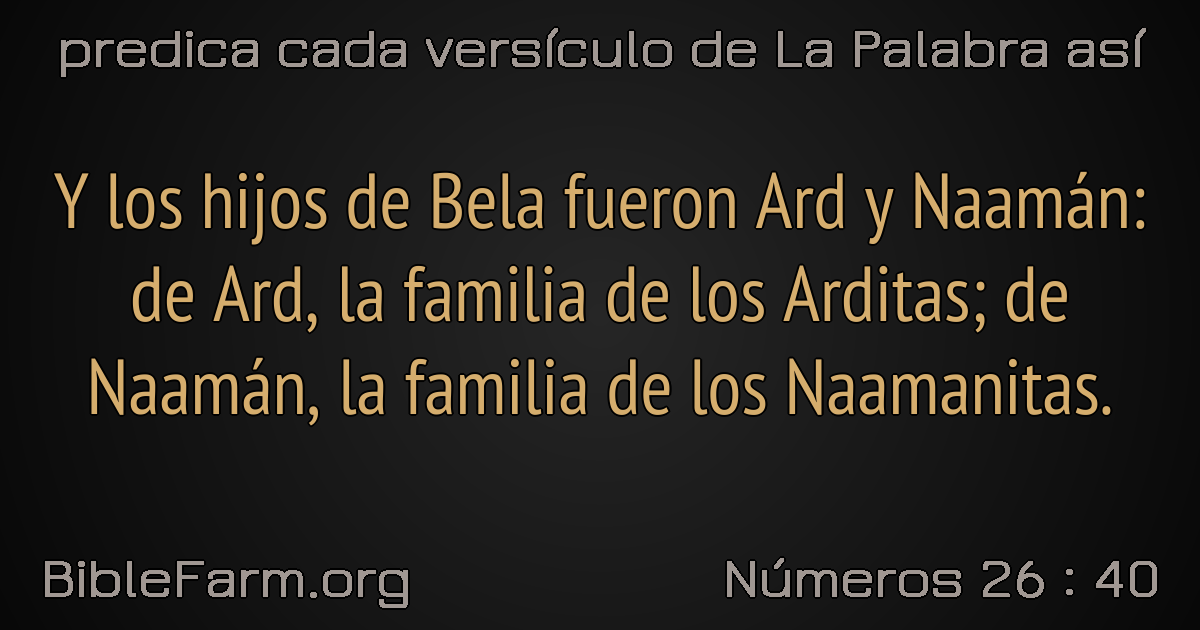 predica cada versículo de La Palabra así
Y los hijos de Bela fueron Ard y Naamán:
de Ard, la familia de los Arditas; de
Naamán, la familia de los Naamanitas.
BibleFarm.org
Números 26 : 40